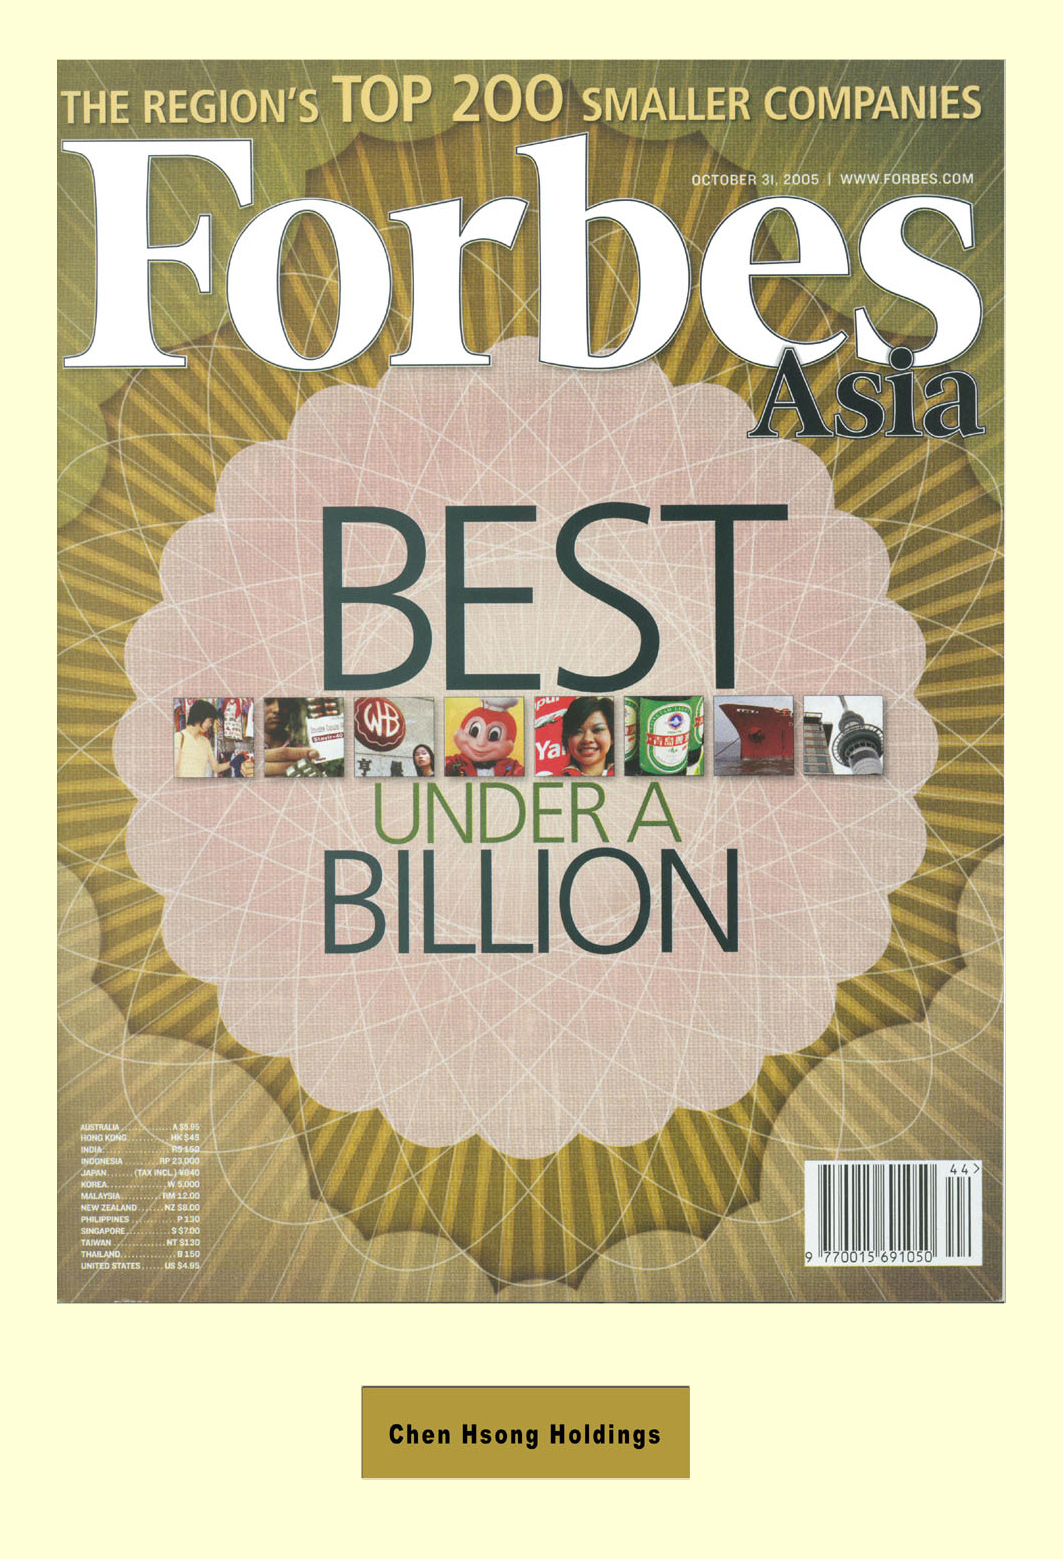 THE REGION'S TOP 200 SMALLER COMPANIES
Forbes
OCTOBER 31, 2005 | WWW.FORBES.COM
Asia
BEST
WB
Ya
UNDER A
BILLION
AUSTRALIA............A $5.95
HONG KONG..........HK $45
INDIA................RS 150
INDONESIA........RP 23,000
JAPAN......(TAX INCL.) ¥840
KOREA..............W 5,000
MALAYSIA..........RM 12.00
NEW ZEALAND......NZ $8.00
PHILIPPINES...........P 130
SINGAPORE..........S $7.00
TAIWAN............NT $130
THAILAND.............B 150
UNITED STATES.....US $4.95
44>
9 770015 691050
Chen Hsong Holdings